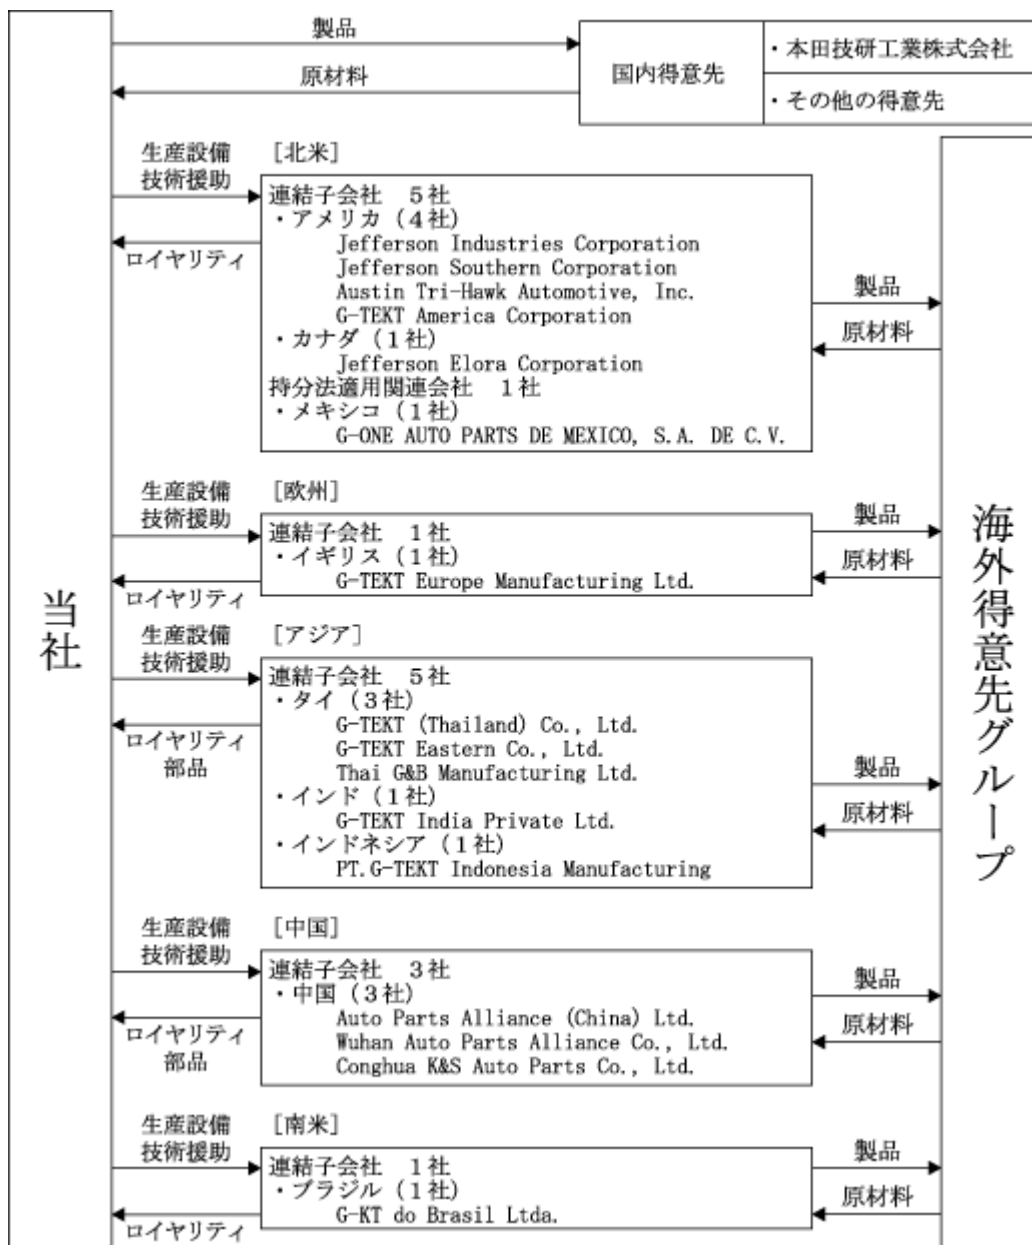 製品
国内得意先
・本田技研工業株式会社
原材料
・その他の得意先
当社
海外得意先グループ
生産設備
技術援助
ロイヤリティ
［北米］
連結子会社　５社
・アメリカ（４社）
Jefferson Industries Corporation
Jefferson Southern Corporation
Austin Tri-Hawk Automotive, Inc.
G-TEKT America Corporation
・カナダ（１社）
Jefferson Elora Corporation
持分法適用関連会社　１社
・メキシコ（１社）
G-ONE AUTO PARTS DE MEXICO, S.A. DE C.V.
製品
原材料
生産設備
技術援助
ロイヤリティ
［欧州］
連結子会社　１社
・イギリス（１社）
G-TEKT Europe Manufacturing Ltd.
製品
原材料
生産設備
技術援助
ロイヤリティ
部品
［アジア］
連結子会社　５社
・タイ（３社）
G-TEKT (Thailand) Co., Ltd.
G-TEKT Eastern Co., Ltd.
Thai G&B Manufacturing Ltd.
・インド（１社）
G-TEKT India Private Ltd.
・インドネシア（１社）
PT.G-TEKT Indonesia Manufacturing
製品
原材料
生産設備
技術援助
ロイヤリティ
部品
［中国］
連結子会社　３社
・中国（３社）
Auto Parts Alliance (China) Ltd.
Wuhan Auto Parts Alliance Co., Ltd.
Conghua K&S Auto Parts Co., Ltd.
製品
原材料
生産設備
技術援助
ロイヤリティ
［南米］
連結子会社　１社
・ブラジル（１社）
G-KT do Brasil Ltda.
製品
原材料